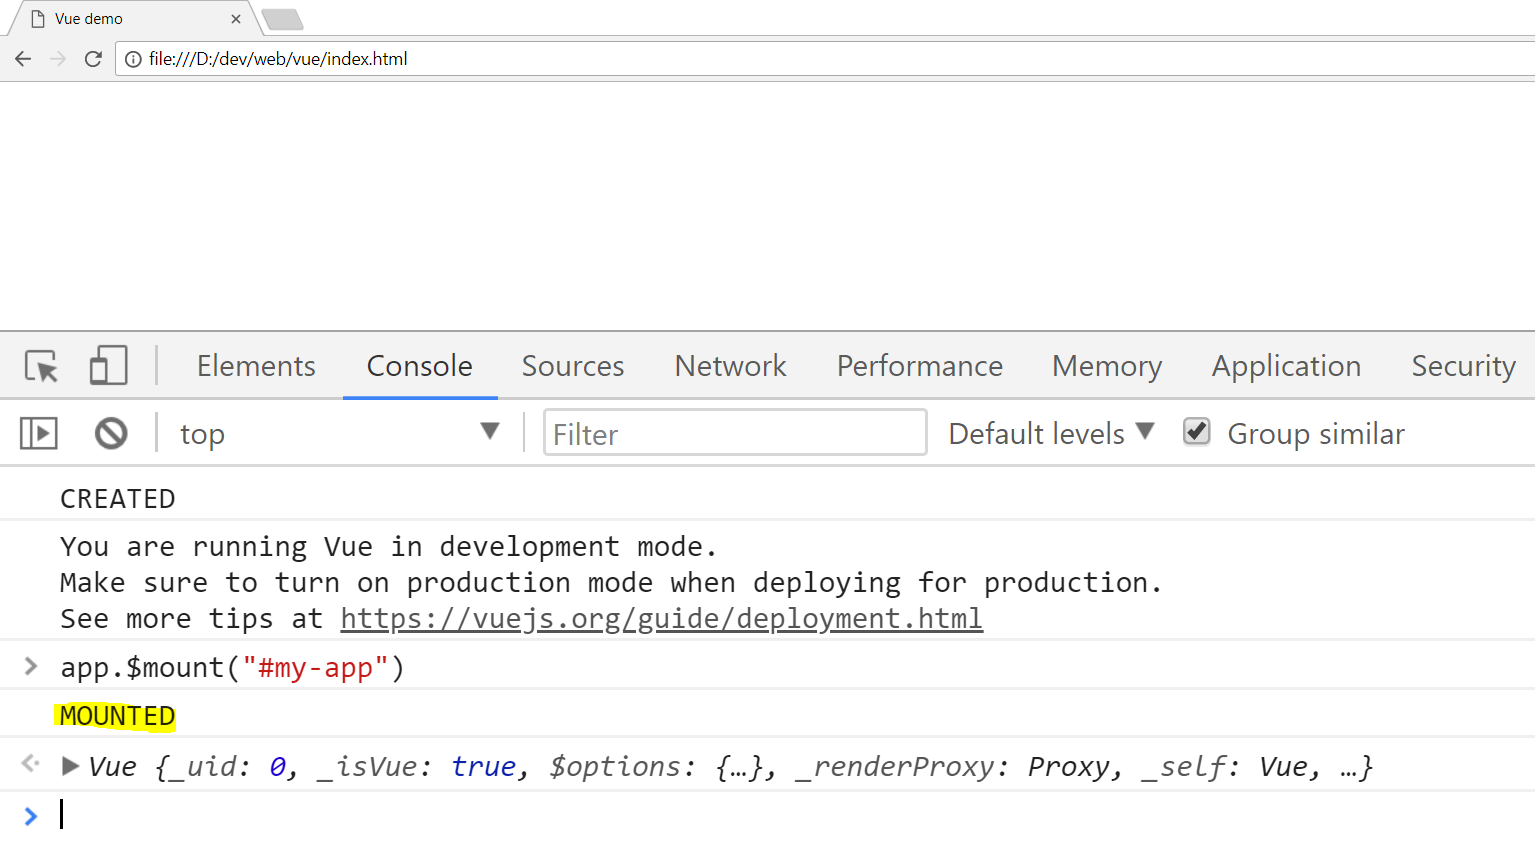 Vue demo
file:///D:/dev/web/vue/index.html
Elements Console Sources Network Performance Memory Application Security
top Filter Default levels Group similar
CREATED
You are running Vue in development mode.
Make sure to turn on production mode when deploying for production.
See more tips at https://vuejs.org/guide/deployment.html
app.$mount("#my-app")
MOUNTED
Vue {_uid: 0, _isVue: true, $options: {…}, _renderProxy: Proxy, _self: Vue, …}